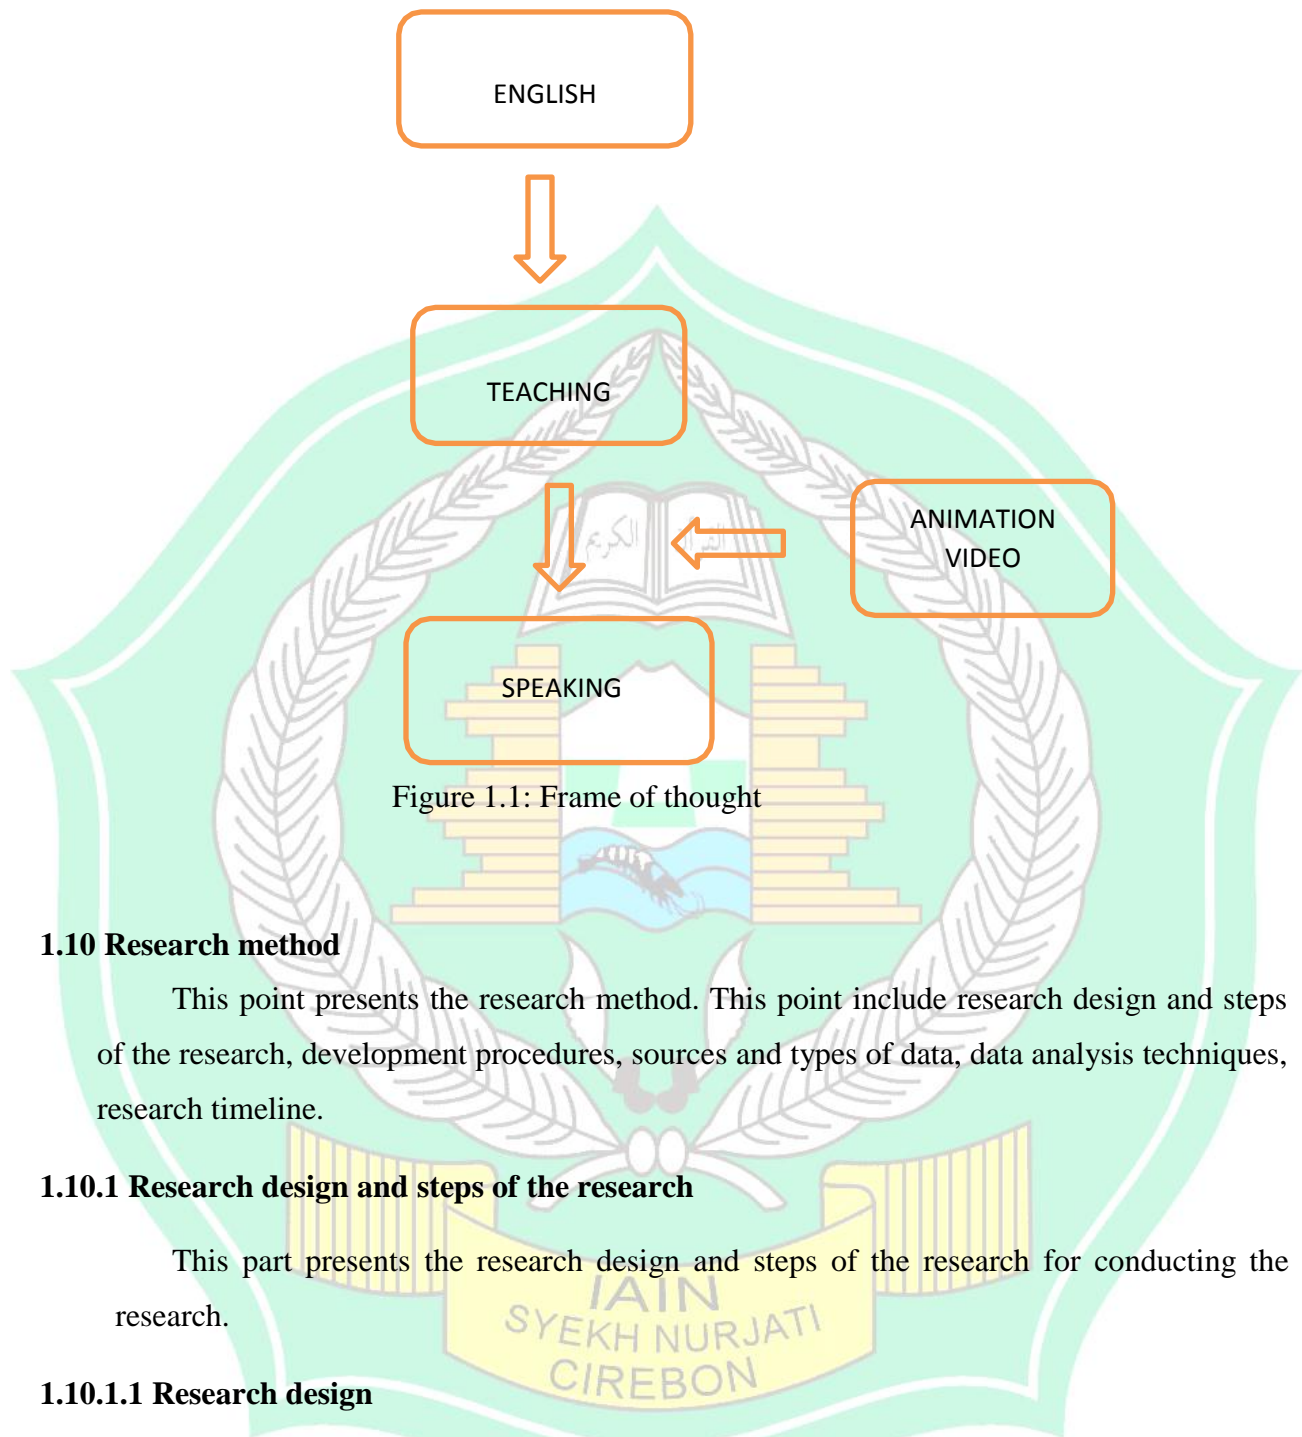 ENGLISH
TEACHING
ANIMATION
VIDEO
القرآن الكريم
SPEAKING
Figure 1.1: Frame of thought
1.10 Research method
This point presents the research method. This point include research design and steps
of the research, development procedures, sources and types of data, data analysis techniques,
research timeline.
1.10.1 Research design and steps of the research
This part presents the research design and steps of the research for conducting the
research.
IAIN
SYEKH NURJATI
CIREBON
1.10.1.1 Research design